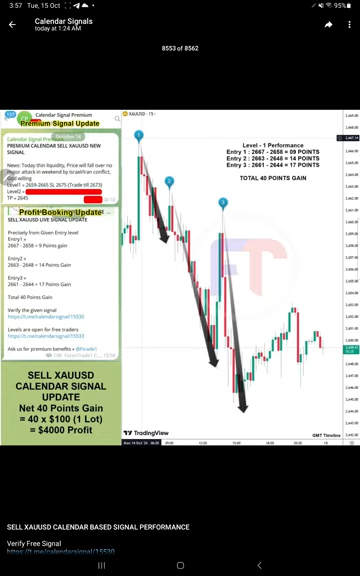 3:57 Tue, 15 Oct
95%
Calendar Signals
today at 1:24 AM
8553 of 8562
Calendar Signal Premium
Premium Signal Update
October 14
Calendar Signal
PREMIUM CALENDAR SELL XAUUSD NEW
SIGNAL
News: Today thin liquidity, Price will fall over no
major attack in weekend by Israil/Iran conflict,
Lead willing
Level1 = 2659-2665 SL 2675 (Trade till 2673)
Level2 =
TP = 2645
Profit Booking Update
SELL XAUUSD LIVE SIGNAL UPDATE
Precisely from Given Entry level
Entry1
2667 - 2658 = 9 Points gain
Entry2
2663 - 2648 = 14 Points Gain
Entry3
2661 - 2644 = 17 Points Gain
Total 40 Points Gain
Verify the given signal
https://t.me/calendarsignal/15530
Levels are open for free traders
https://t.me/calendarsignal/15533
Ask us for premium benefits = @Fitrade1
SELL XAUUSD
CALENDAR SIGNAL
UPDATE
Net 40 Points Gain
= 40 x $100 (1 Lot)
= $4000 Profit
XAUUSD - 15
Level - 1 Performance
Entry 1 : 2667 - 2658 = 09 POINTS
Entry 2 : 2663 - 2648 = 14 POINTS
Entry 3 : 2661 - 2644 = 17 POINTS
TOTAL 40 POINTS GAIN
1
2
3
FT
TradingView
GMT Timeline
SELL XAUUSD CALENDAR BASED SIGNAL PERFORMANCE
Verify Free Signal
https://t.me/calendarsignal/15530